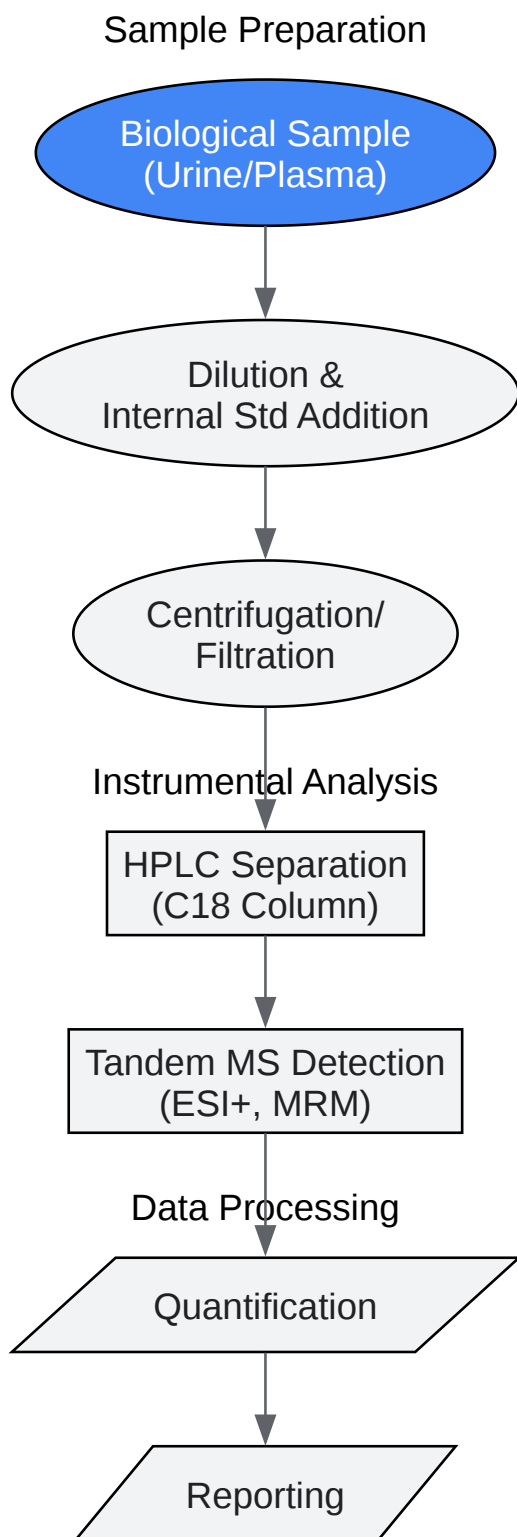 Sample Preparation
Biological Sample
(Urine/Plasma)
Dilution &
Internal Std Addition
Centrifugation/
Filtration
Instrumental Analysis
HPLC Separation
(C18 Column)
Tandem MS Detection
(ESI+, MRM)
Data Processing
Quantification
Reporting